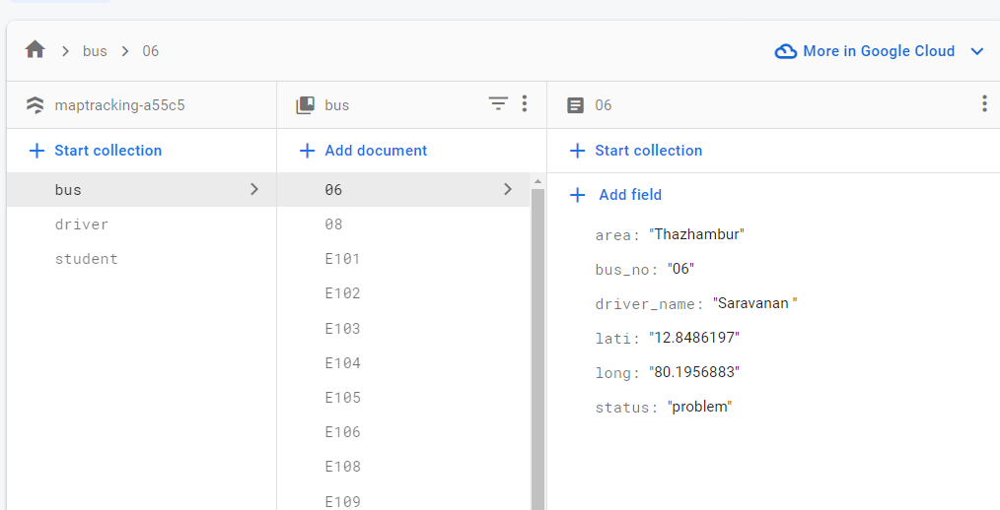 bus > 06
More in Google Cloud
maptracking-a55c5
bus
06
+ Start collection
+ Add document
+ Start collection
bus
driver
student
06
08
E101
E102
E103
E104
E105
E106
E108
E109
+ Add field
area: "Thazhambur"
bus_no: "06"
driver_name: "Saravanan "
lati: "12.8486197"
long: "80.1956883"
status: "problem"